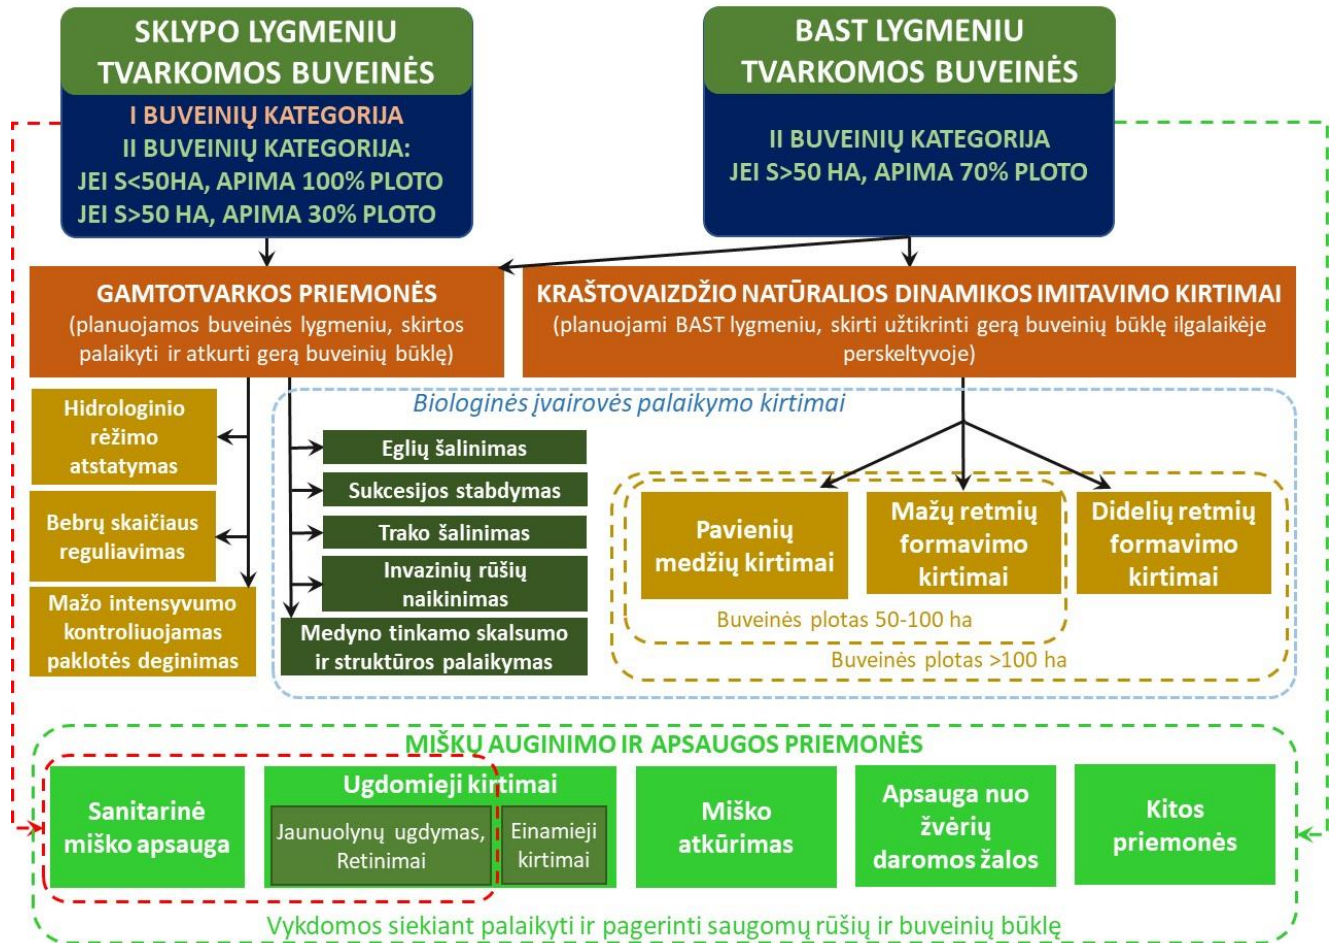 SKLYPO LYGMENIU
TVARKOMOS BUVEINĖS
I BUVEINIŲ KATEGORIJA
II BUVEINIŲ KATEGORIJA:
JEI S<50HA, APIMA 100% PLOTO
JEI S>50 HA, APIMA 30% PLOTO
BAST LYGMENIU
TVARKOMOS BUVEINĖS
II BUVEINIŲ KATEGORIJA
JEI S>50 HA, APIMA 70% PLOTO
GAMTOTVARKOS PRIEMONĖS
(planuojamos buveinės lygmeniu, skirtos
palaikyti ir atkurti gerą buveinių būklę)
KRAŠTOVAIZDŽIO NATŪRALIOS DINAMIKOS IMITAVIMO KIRTIMAI
(planuojami BAST lygmeniu, skirti užtikrinti gerą buveinių būklę ilgalaikėje
perskeltyvoje)
Hidrologinio
rėžimo
atstatymas
Bebrų skaičiaus
reguliavimas
Mažo intensyvumo
kontroliuojamas
paklotės deginimas
Biologinės įvairovės palaikymo kirtimai
Eglių šalinimas
Sukcesijos stabdymas
Trako šalinimas
Invazinių rūšių
naikinimas
Medyno tinkamo skalsumo
ir struktūros palaikymas
Pavienių
medžių kirtimai
Mažų retmių
formavimo
kirtimai
Didelių retmių
formavimo
kirtimai
Buveinės plotas 50-100 ha
Buveinės plotas >100 ha
MIŠKŲ AUGINIMO IR APSAUGOS PRIEMONĖS
Sanitarinė
miško apsauga
Ugdomieji kirtimai
Jaunuolynų ugdymas,
Retinimai
Einamieji
kirtimai
Miško
atkūrimas
Apsauga nuo
žvėrių
daromos žalos
Kitos
priemonės
Vykdomos siekiant palaikyti ir pagerinti saugomų rūšių ir buveinių būklę